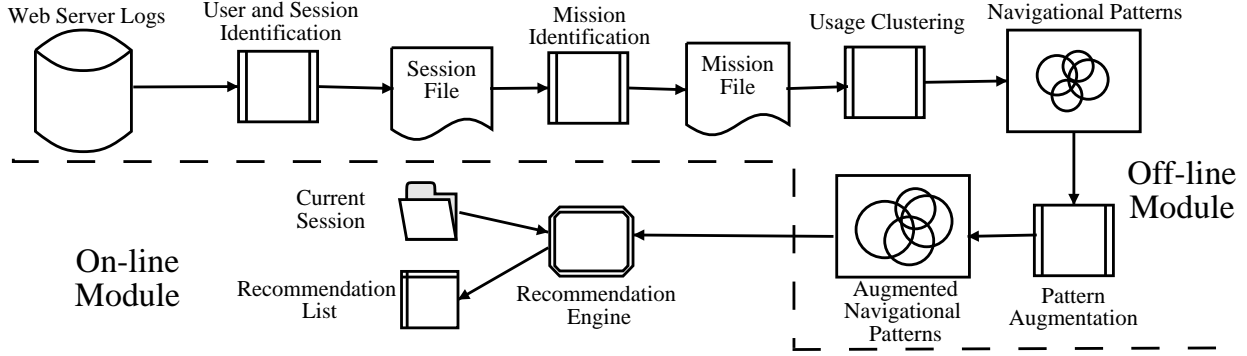 Web Server Logs
User and Session
Identification
Session
File
Mission
Identification
Mission
File
Usage Clustering
Navigational Patterns
Off-line
Module
Pattern
Augmentation
Augmented
Navigational
Patterns
Current
Session
On-line
Module
Recommendation
List
Recommendation
Engine